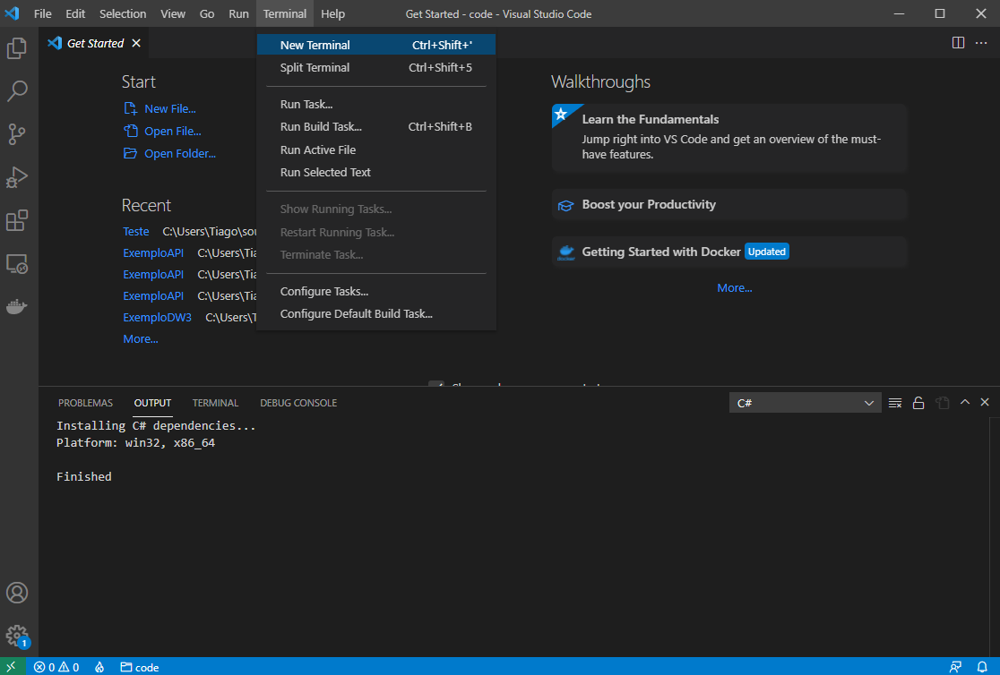 File Edit Selection View Go Run Terminal Help Get Started - code - Visual Studio Code
Get Started
New Terminal Ctrl+Shift+'
Split Terminal Ctrl+Shift+5
Run Task...
Run Build Task... Ctrl+Shift+B
Run Active File
Run Selected Text
Show Running Tasks...
Restart Running Task...
Terminate Task...
Configure Tasks...
Configure Default Build Task...
Start
New File...
Open File...
Open Folder...
Recent
Teste C:\Users\Tiago\sou
ExemploAPI C:\Users\Tia
ExemploAPI C:\Users\Tia
ExemploAPI C:\Users\Tia
ExemploDW3 C:\Users\T
More...
Walkthroughs
Learn the Fundamentals
Jump right into VS Code and get an overview of the must-
have features.
Boost your Productivity
Getting Started with Docker Updated
More...
PROBLEMAS OUTPUT TERMINAL DEBUG CONSOLE C#
Installing C# dependencies...
Platform: win32, x86_64
Finished
1
0 0 code